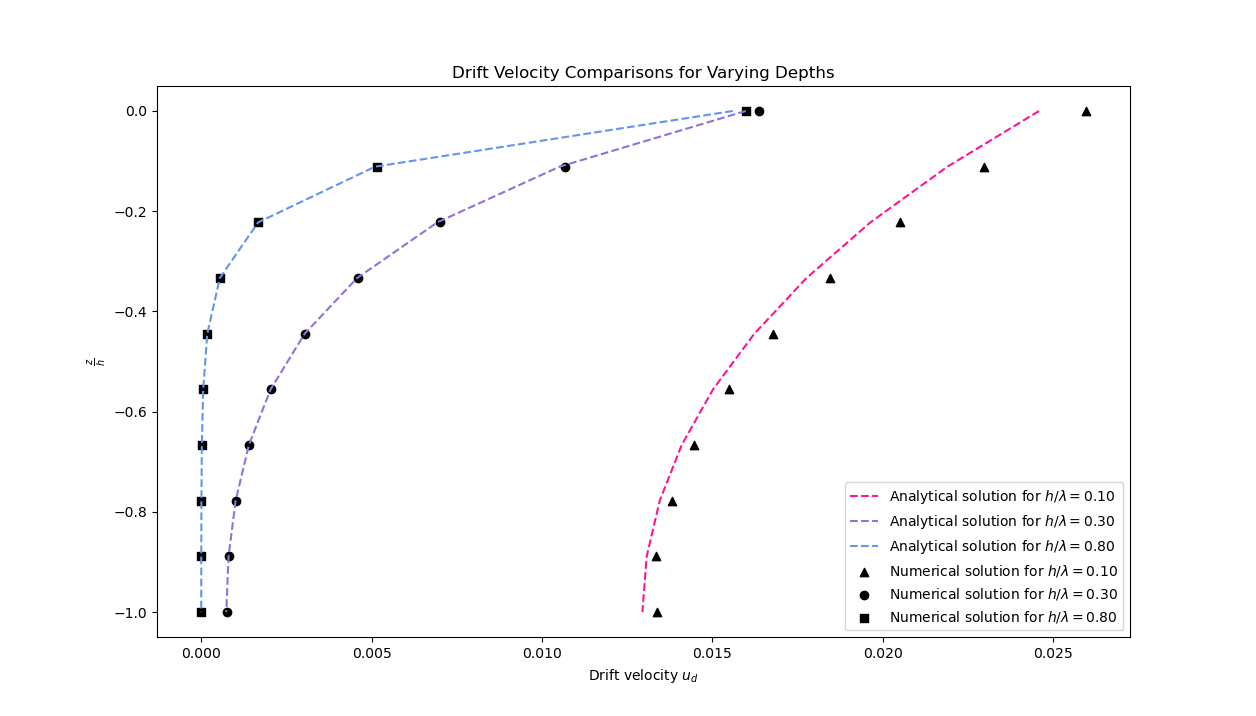 Drift Velocity Comparisons for Varying Depths
0.0
−0.2
−0.4
−0.6
−0.8
−1.0
z/h
0.000 0.005 0.010 0.015 0.020 0.025
Drift velocity u_d
Analytical solution for h/λ = 0.10
Analytical solution for h/λ = 0.30
Analytical solution for h/λ = 0.80
Numerical solution for h/λ = 0.10
Numerical solution for h/λ = 0.30
Numerical solution for h/λ = 0.80